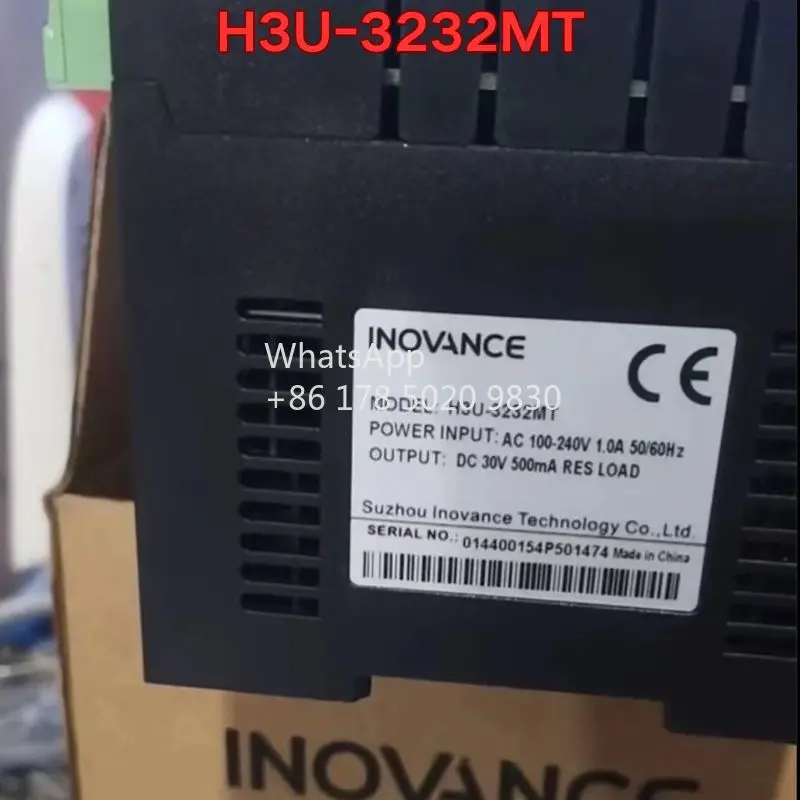 H3U-3232MT
INOVANCE
CE
WhatsApp
+86 178 5020 9830
MODEL: H3U-3232MT
POWER INPUT: AC 100-240V 1.0A 50/60Hz
OUTPUT: DC 30V 500mA RES LOAD
Suzhou Inovance Technology Co.,Ltd.
SERIAL NO.: 014400154P501474 Made in China
INOVANCE